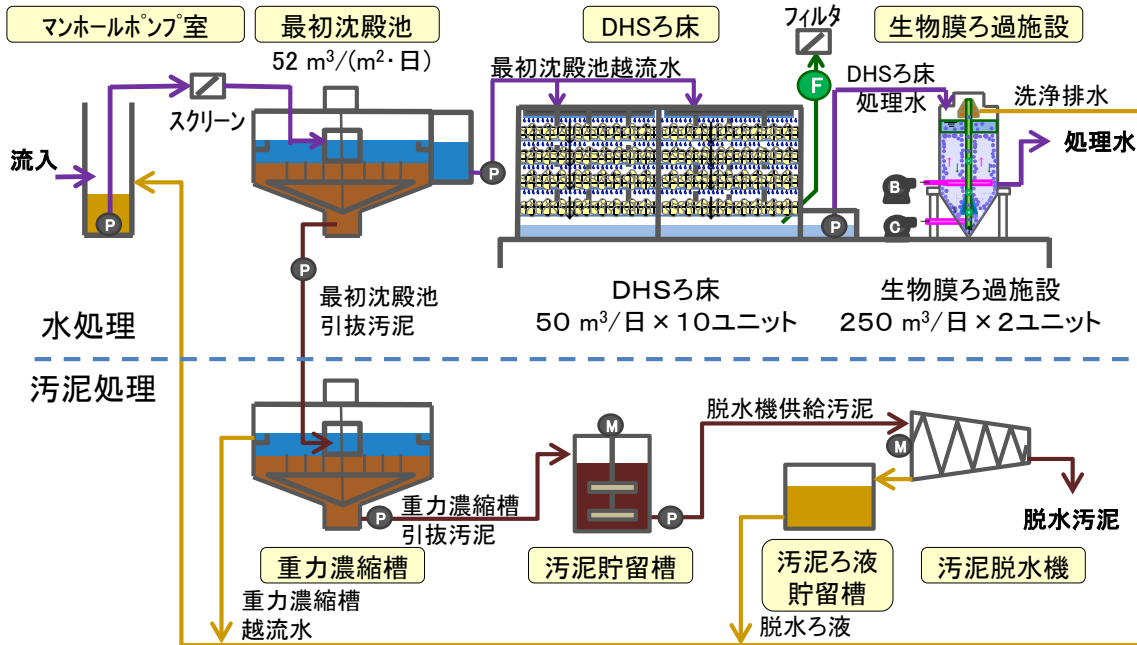 マンホールポンプ室
最初沈殿池
52 m³/(m²・日)
DHSろ床
フィルタ
生物膜ろ過施設
スクリーン
流入
P
最初沈殿池越流水
P
F
DHSろ床
処理水
P
洗浄排水
処理水
B
C
P
最初沈殿池
引抜汚泥
DHSろ床
50 m³/日×10ユニット
生物膜ろ過施設
250 m³/日×2ユニット
水処理
汚泥処理
P
重力濃縮槽
引抜汚泥
M
P
脱水機供給汚泥
M
脱水汚泥
重力濃縮槽
汚泥貯留槽
汚泥ろ液
貯留槽
汚泥脱水機
重力濃縮槽
越流水
脱水ろ液